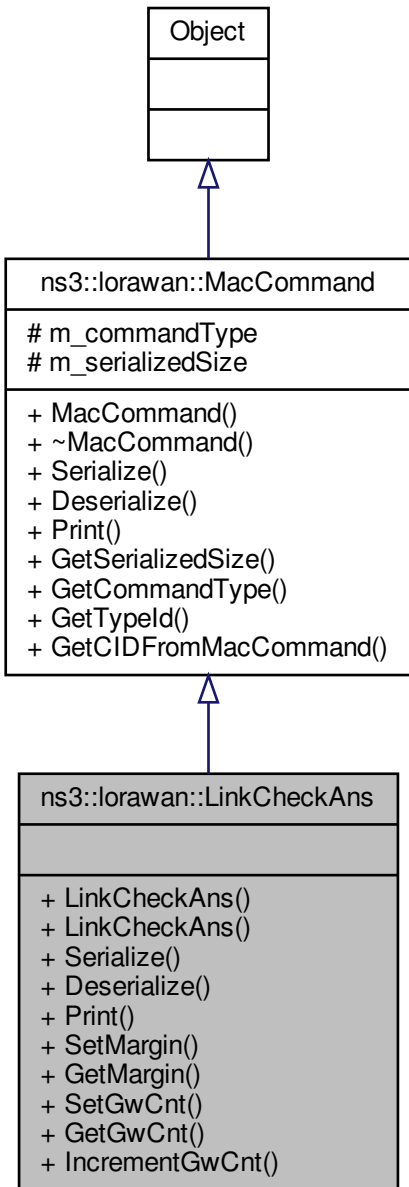 Object
ns3::lorawan::MacCommand
# m_commandType
# m_serializedSize
+ MacCommand()
+ ~MacCommand()
+ Serialize()
+ Deserialize()
+ Print()
+ GetSerializedSize()
+ GetCommandType()
+ GetTypeId()
+ GetCIDFromMacCommand()
ns3::lorawan::LinkCheckAns
+ LinkCheckAns()
+ LinkCheckAns()
+ Serialize()
+ Deserialize()
+ Print()
+ SetMargin()
+ GetMargin()
+ SetGwCnt()
+ GetGwCnt()
+ IncrementGwCnt()